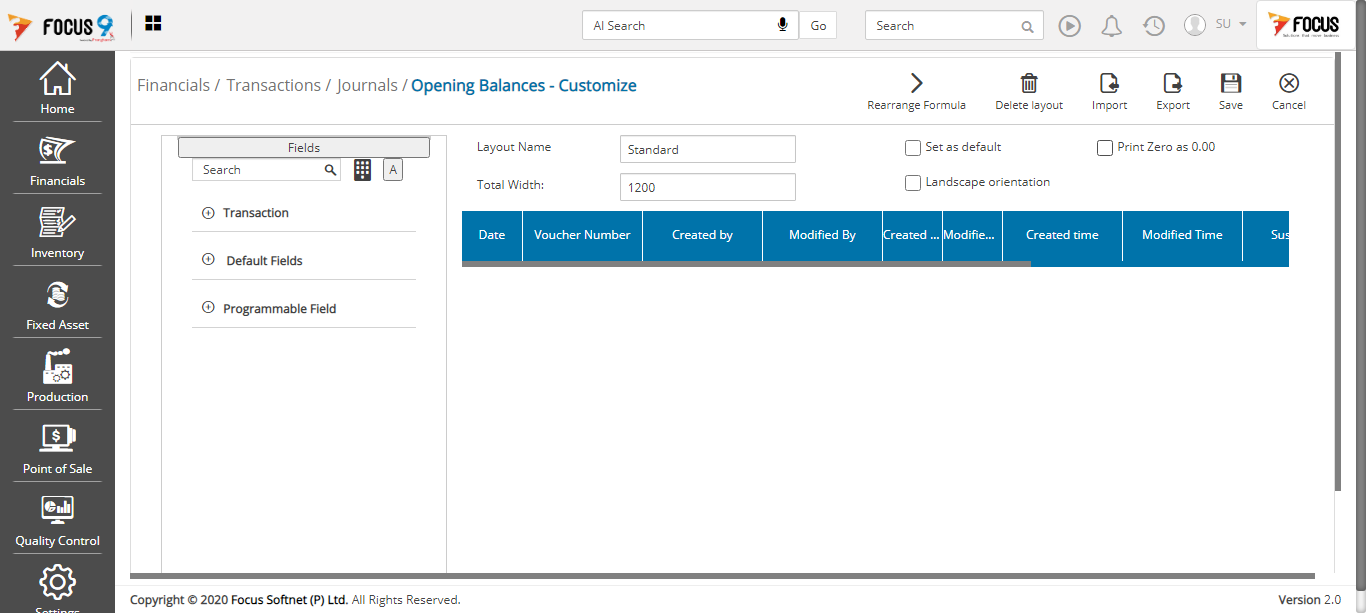 FOCUS 9
AI Search
Go
Search
SU
FOCUS
Home
Financials
Inventory
Fixed Asset
Production
Point of Sale
Quality Control
Settings
Financials / Transactions / Journals / Opening Balances - Customize
Rearrange Formula
Delete layout
Import
Export
Save
Cancel
Fields
Search
A
Transaction
Default Fields
Programmable Field
Layout Name
Standard
Set as default
Print Zero as 0.00
Total Width:
1200
Landscape orientation
Date
Voucher Number
Created by
Modified By
Created ...
Modifie...
Created time
Modified Time
Sus
Copyright © 2020 Focus Softnet (P) Ltd. All Rights Reserved.
Version 2.0